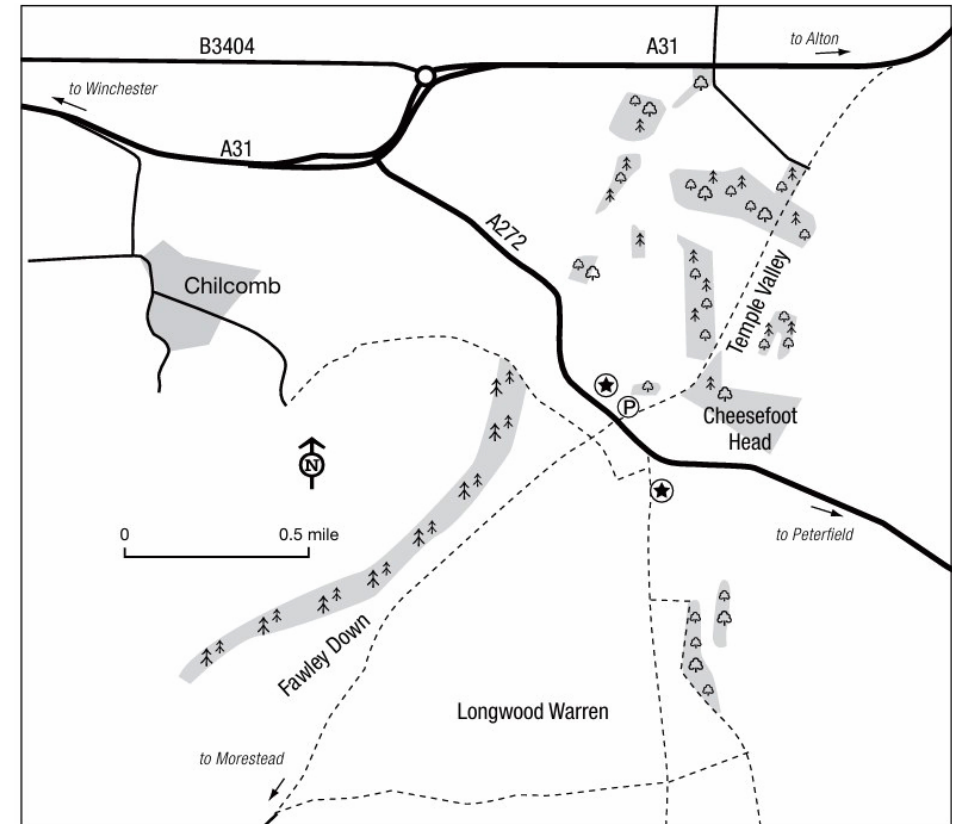 B3404
A31
to Alton
to Winchester
A31
A272
Chilcomb
Temple Valley
P
Cheesefoot
Head
N
0
0.5 mile
to Peterfield
Fawley Down
Longwood Warren
to Morestead